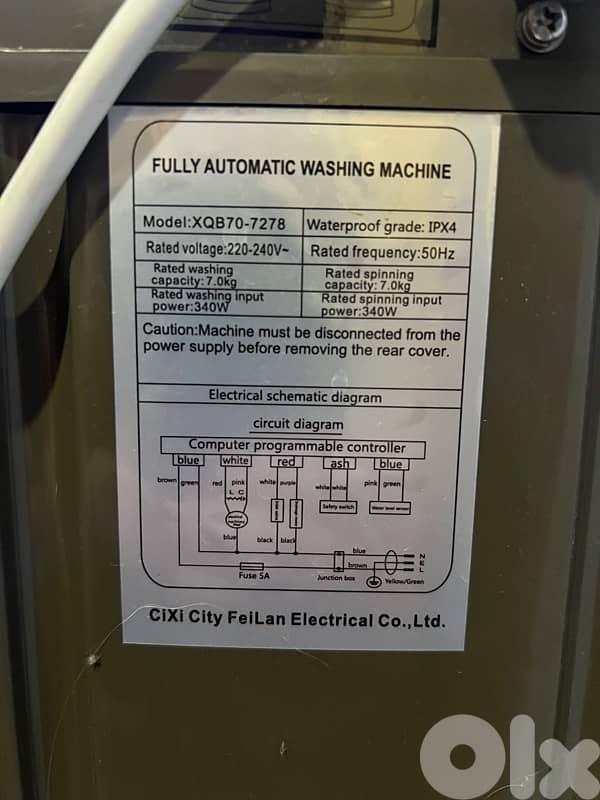 FULLY AUTOMATIC WASHING MACHINE
Model:XQB70-7278
Waterproof grade: IPX4
Rated voltage:220-240V~
Rated frequency:50Hz
Rated washing
capacity:7.0kg
Rated spinning
capacity:7.0kg
Rated washing input
power:340W
Rated spinning input
power:340W
Caution:Machine must be disconnected from the
power supply before removing the rear cover.
Electrical schematic diagram
circuit diagram
Computer programmable controller
blue white red ash blue
brown green red pink white purple white white pink green
L C
Safety switch
Water level sensor
blue black black
blue
brown
N
E
L
Fuse 5A
Junction box
Yellow/Green
CiXi City FeiLan Electrical Co.,Ltd.
Olx